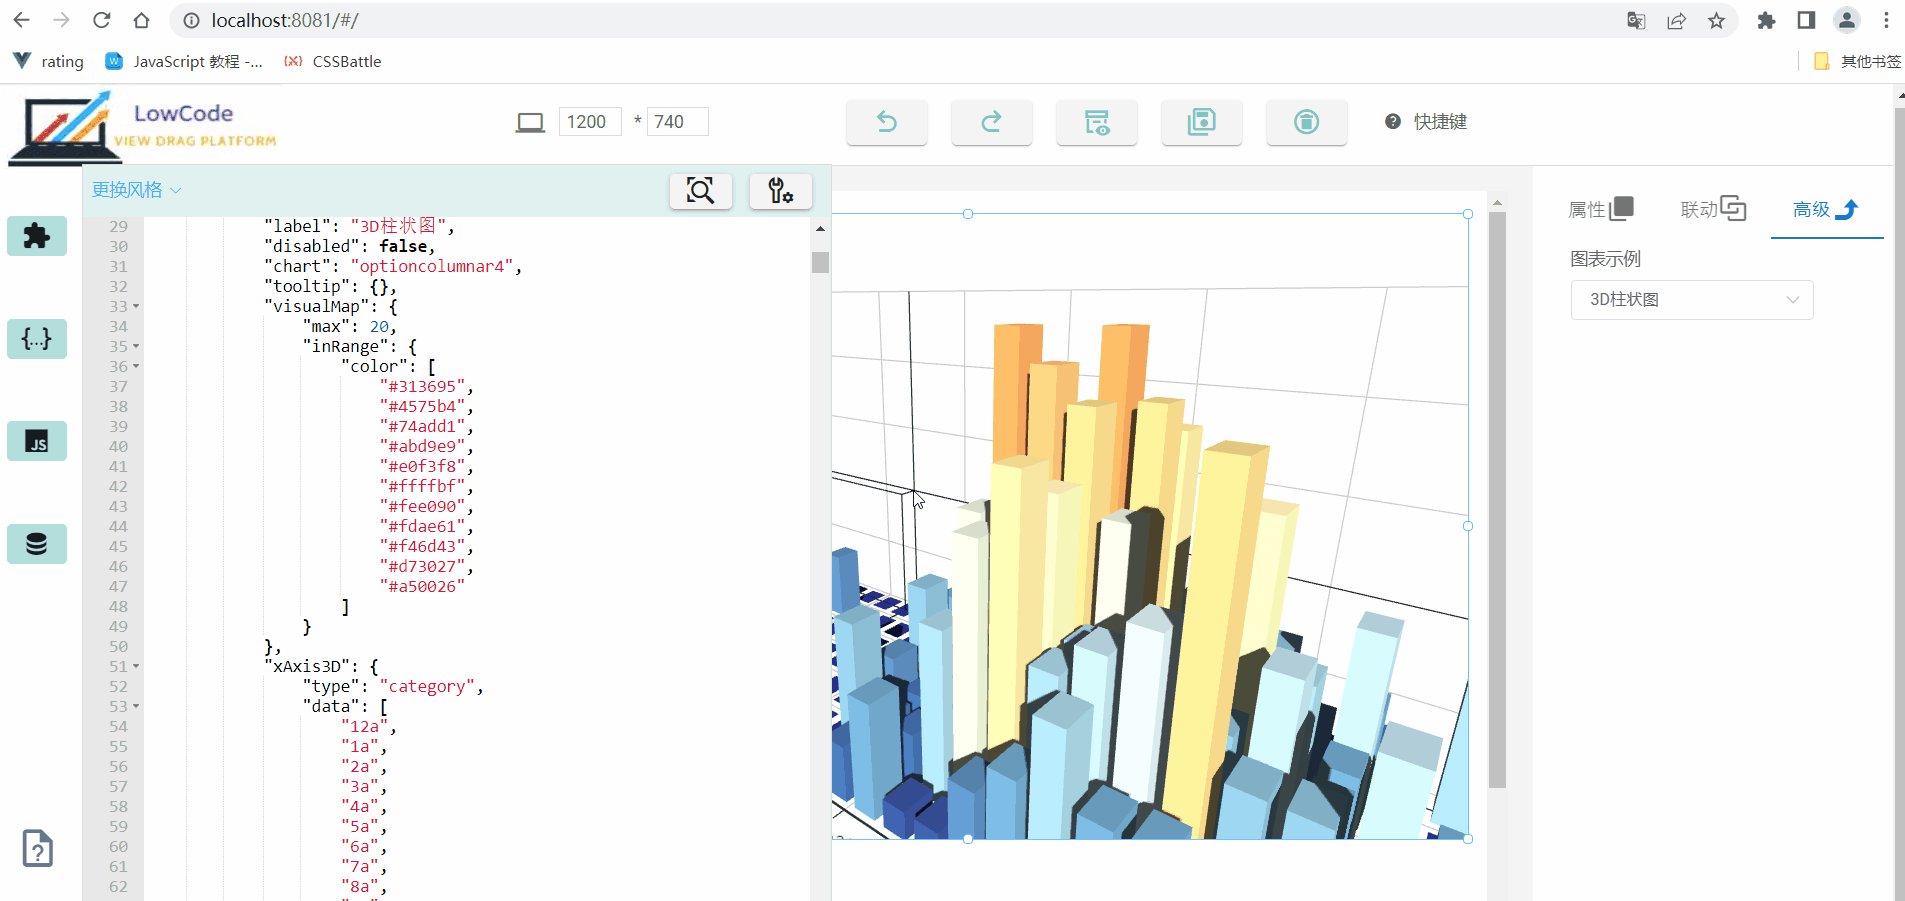 localhost:8081/#/
rating
JavaScript 教程 -...
CSSBattle
其他书签
LowCode
VIEW DRAG PLATFORM
1200 * 740
快捷键
更换风格
29 "label": "3D柱状图",
30 "disabled": false,
31 "chart": "optioncolumnar4",
32 "tooltip": {},
33 "visualMap": {
34 "max": 20,
35 "inRange": {
36 "color": [
37 "#313695",
38 "#4575b4",
39 "#74add1",
40 "#abd9e9",
41 "#e0f3f8",
42 "#ffffbf",
43 "#fee090",
44 "#fdae61",
45 "#f46d43",
46 "#d73027",
47 "#a50026"
48 ]
49 }
50 },
51 "xAxis3D": {
52 "type": "category",
53 "data": [
54 "12a",
55 "1a",
56 "2a",
57 "3a",
58 "4a",
59 "5a",
60 "6a",
61 "7a",
62 "8a",
{...}
JS
属性
联动
高级
图表示例
3D柱状图